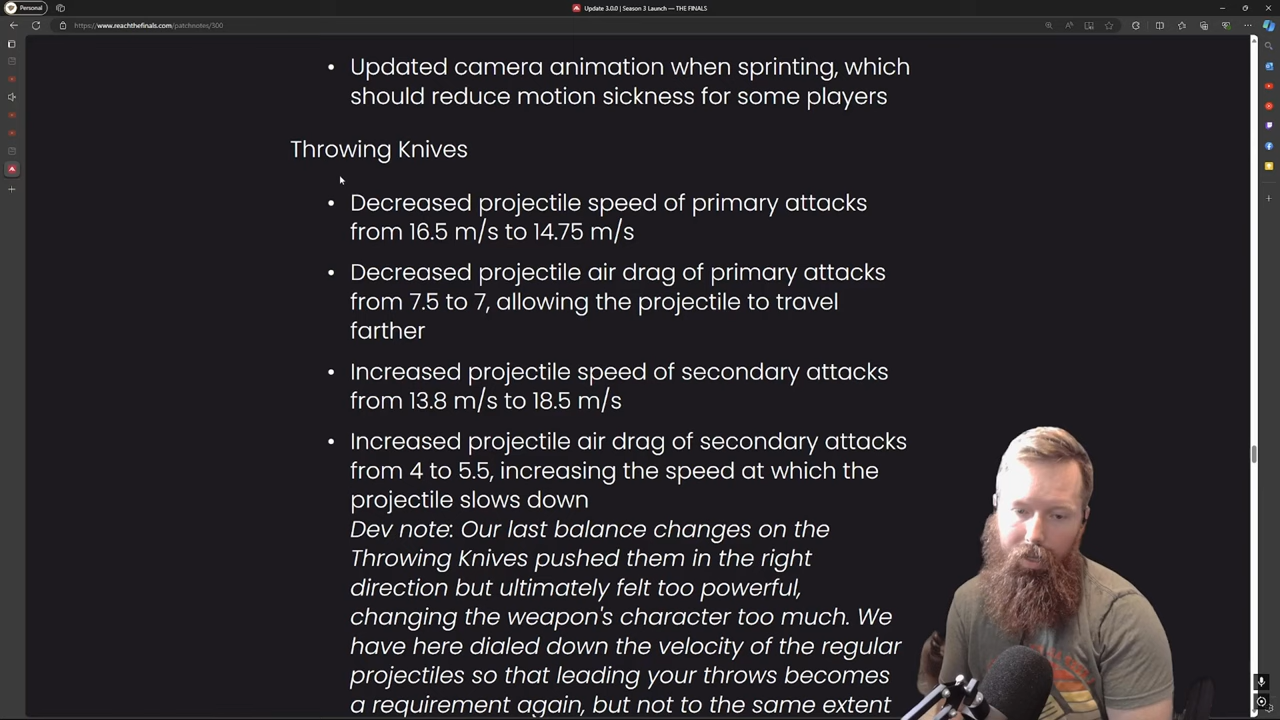 Personal
Update 3.0.0 | Season 3 Launch — THE FINALS
https://www.reachthefinals.com/patchnotes/300
• Updated camera animation when sprinting, which
should reduce motion sickness for some players
Throwing Knives
• Decreased projectile speed of primary attacks
from 16.5 m/s to 14.75 m/s
• Decreased projectile air drag of primary attacks
from 7.5 to 7, allowing the projectile to travel
farther
• Increased projectile speed of secondary attacks
from 13.8 m/s to 18.5 m/s
• Increased projectile air drag of secondary attacks
from 4 to 5.5, increasing the speed at which the
projectile slows down
Dev note: Our last balance changes on the
Throwing Knives pushed them in the right
direction but ultimately felt too powerful,
changing the weapon's character too much. We
have here dialed down the velocity of the regular
projectiles so that leading your throws becomes
a requirement again, but not to the same extent